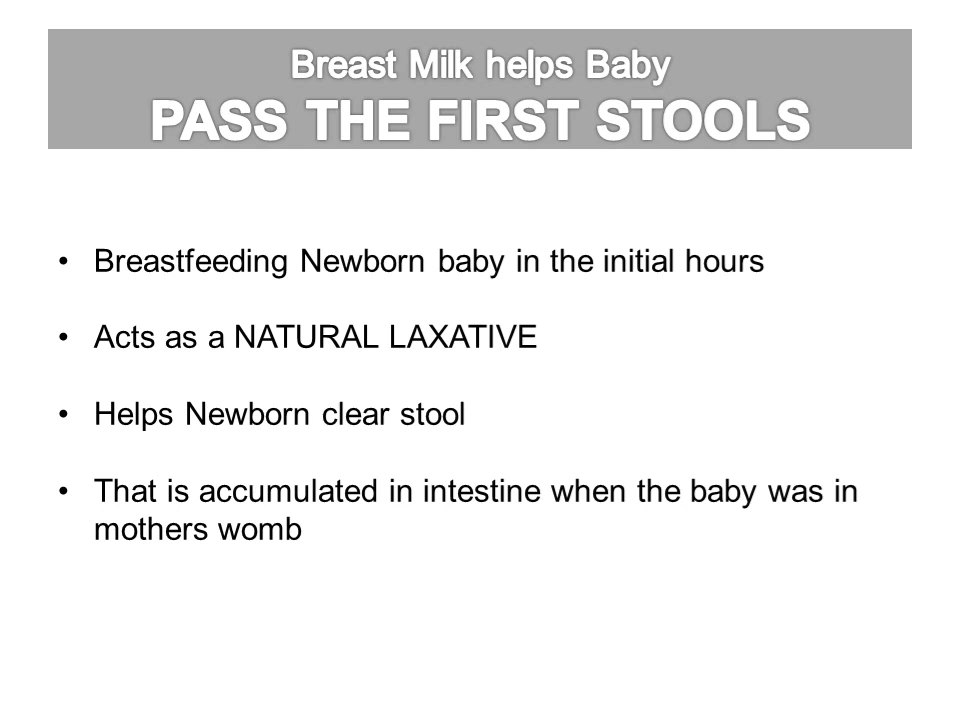 Breast Milk helps Baby
PASS THE FIRST STOOLS
• Breastfeeding Newborn baby in the initial hours
• Acts as a NATURAL LAXATIVE
• Helps Newborn clear stool
• That is accumulated in intestine when the baby was in
mothers womb